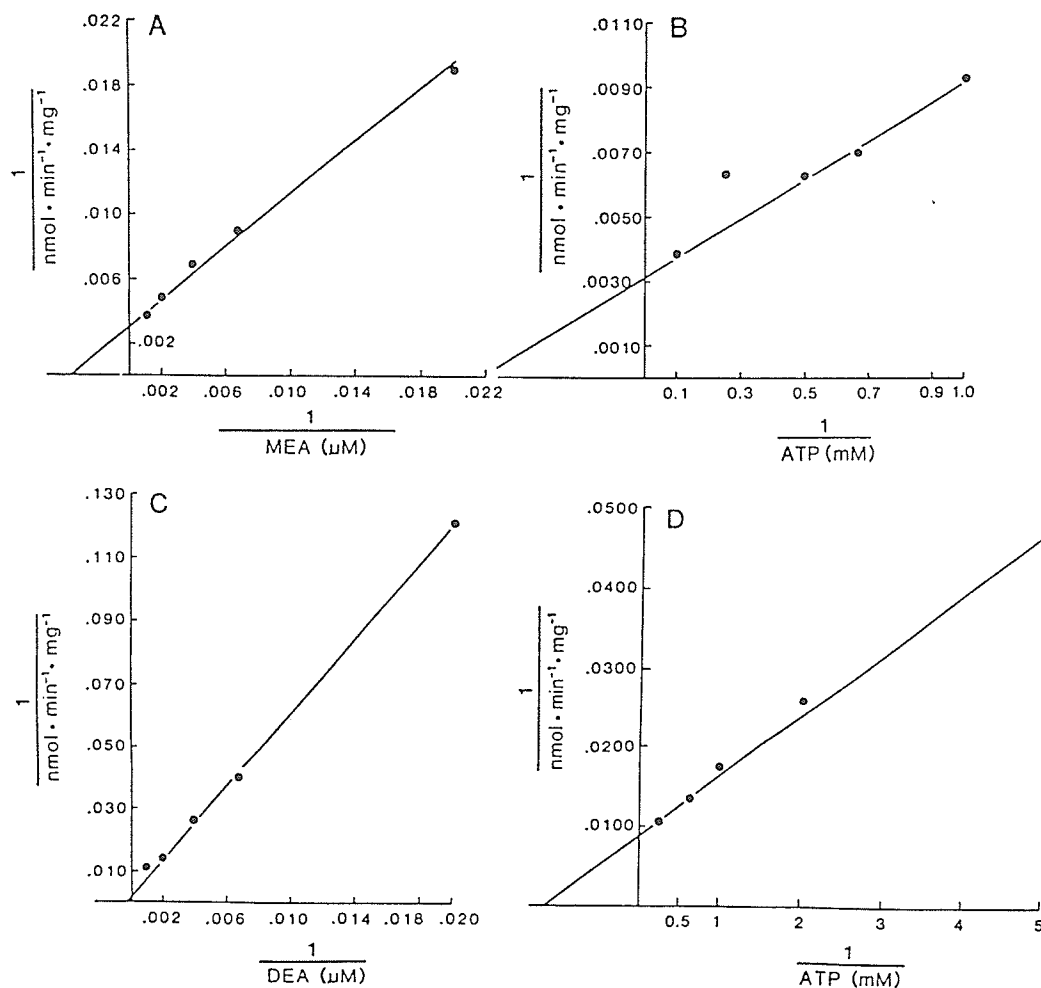 A
.022
.018
.014
.010
.006
.002
1
nmol • min⁻¹ • mg⁻¹
.002 .006 .010 .014 .018 .022
1
MEA (µM)
B
.0110
.0090
.0070
.0050
.0030
.0010
1
nmol • min⁻¹ • mg⁻¹
0.1 0.3 0.5 0.7 0.9 1.0
1
ATP (mM)
C
.130
.110
.090
.070
.050
.030
.010
1
nmol • min⁻¹ • mg⁻¹
.002 .006 .010 .014 .018 .020
1
DEA (µM)
D
.0500
.0400
.0300
.0200
.0100
1
nmol • min⁻¹ • mg⁻¹
0.5 1 2 3 4 5
1
ATP (mM)